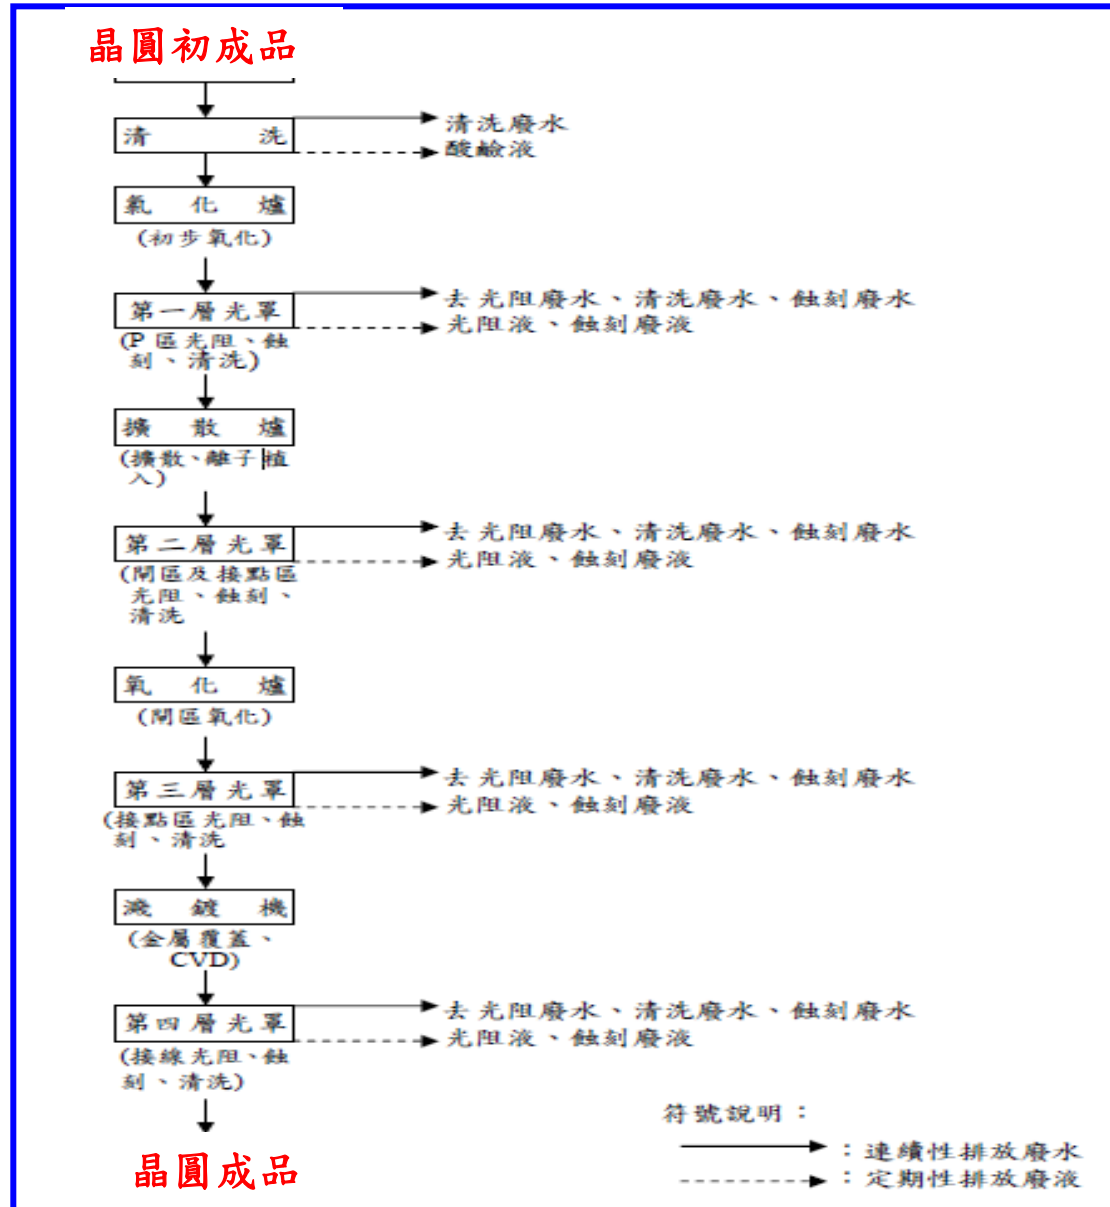 晶圓初成品
清洗
清洗廢水
酸鹼液
氧化爐
(初步氧化)
第一層光罩
去光阻廢水、清洗廢水、蝕刻廢水
光阻液、蝕刻廢液
(P區光阻、蝕
刻、清洗)
擴散爐
(擴散、離子植
入)
第二層光罩
去光阻廢水、清洗廢水、蝕刻廢水
光阻液、蝕刻廢液
(閘區及接點區
光阻、蝕刻、
清洗
氧化爐
(閘區氧化)
第三層光罩
去光阻廢水、清洗廢水、蝕刻廢水
光阻液、蝕刻廢液
(接點區光阻、蝕
刻、清洗
濺鍍機
(金屬覆蓋、
CVD)
第四層光罩
去光阻廢水、清洗廢水、蝕刻廢水
光阻液、蝕刻廢液
(接線光阻、蝕
刻、清洗)
晶圓成品
符號說明：
：連續性排放廢水
：定期性排放廢液